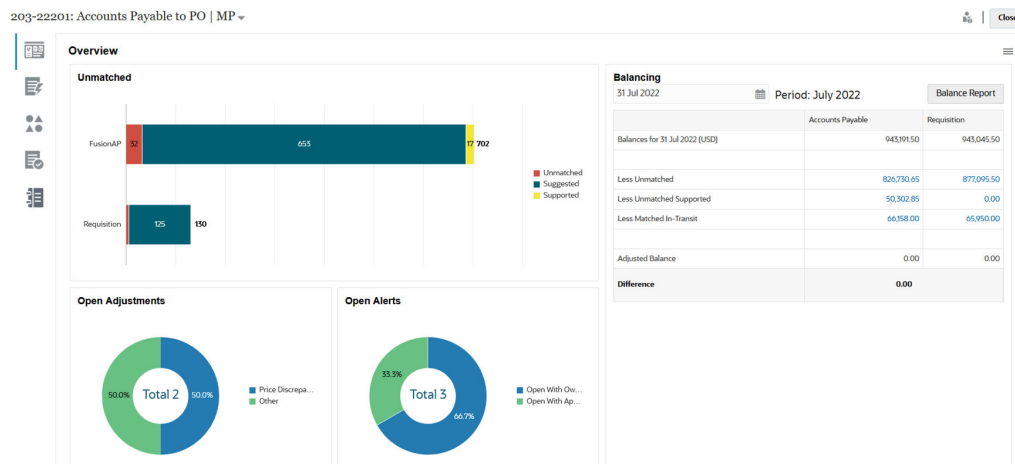 203-22201: Accounts Payable to PO | MP
Close
Overview
Unmatched
FusionAP 32 653 17 702
Requisition 125 130
Unmatched
Suggested
Supported
Balancing
31 Jul 2022 Period: July 2022 Balance Report
Accounts Payable Requisition
Balances for 31 Jul 2022 (USD) 943,191.50 943,045.50
Less Unmatched 826,730.65 877,095.50
Less Unmatched Supported 50,302.85 0.00
Less Matched In-Transit 66,158.00 65,950.00
Adjusted Balance 0.00 0.00
Difference 0.00
Open Adjustments
50.0% Total 2 50.0%
Price Discrepa...
Other
Open Alerts
33.3%
Total 3
66.7%
Open With Ow...
Open With Ap...